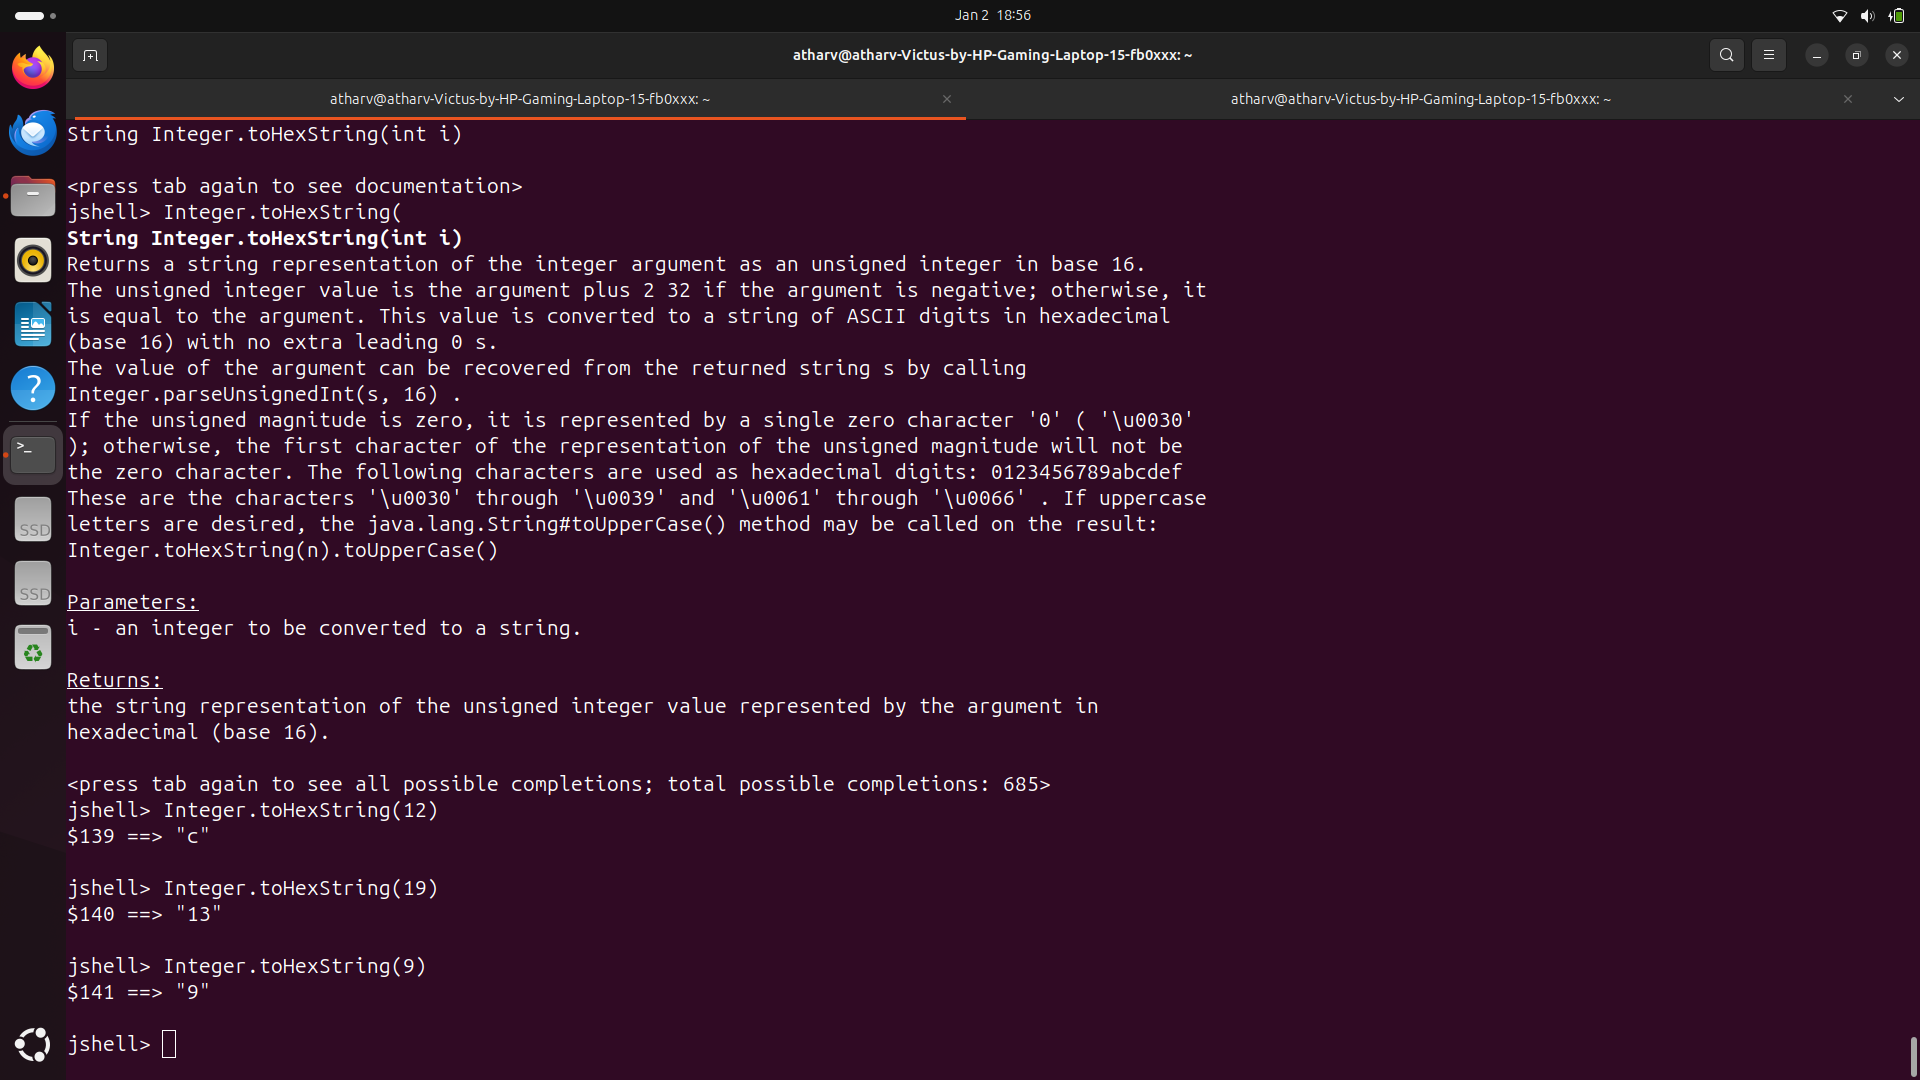 Jan 2 18:56
atharv@atharv-Victus-by-HP-Gaming-Laptop-15-fb0xxx: ~
atharv@atharv-Victus-by-HP-Gaming-Laptop-15-fb0xxx: ~
atharv@atharv-Victus-by-HP-Gaming-Laptop-15-fb0xxx: ~
String Integer.toHexString(int i)
<press tab again to see documentation>
jshell> Integer.toHexString(
String Integer.toHexString(int i)
Returns a string representation of the integer argument as an unsigned integer in base 16.
The unsigned integer value is the argument plus 2 32 if the argument is negative; otherwise, it
is equal to the argument. This value is converted to a string of ASCII digits in hexadecimal
(base 16) with no extra leading 0 s.
The value of the argument can be recovered from the returned string s by calling
Integer.parseUnsignedInt(s, 16) .
If the unsigned magnitude is zero, it is represented by a single zero character '0' ( '\u0030'
); otherwise, the first character of the representation of the unsigned magnitude will not be
the zero character. The following characters are used as hexadecimal digits: 0123456789abcdef
These are the characters '\u0030' through '\u0039' and '\u0061' through '\u0066' . If uppercase
letters are desired, the java.lang.String#toUpperCase() method may be called on the result:
Integer.toHexString(n).toUpperCase()
Parameters:
i - an integer to be converted to a string.
Returns:
the string representation of the unsigned integer value represented by the argument in
hexadecimal (base 16).
<press tab again to see all possible completions; total possible completions: 685>
jshell> Integer.toHexString(12)
$139 ==> "c"
jshell> Integer.toHexString(19)
$140 ==> "13"
jshell> Integer.toHexString(9)
$141 ==> "9"
jshell>
?
>_
SSD
SSD